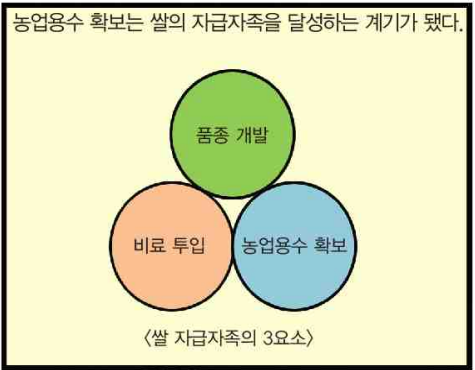 농업용수 확보는 쌀의 자급자족을 달성하는 계기가 됐다.
품종 개발
비료 투입
농업용수 확보
〈쌀 자급자족의 3요소〉